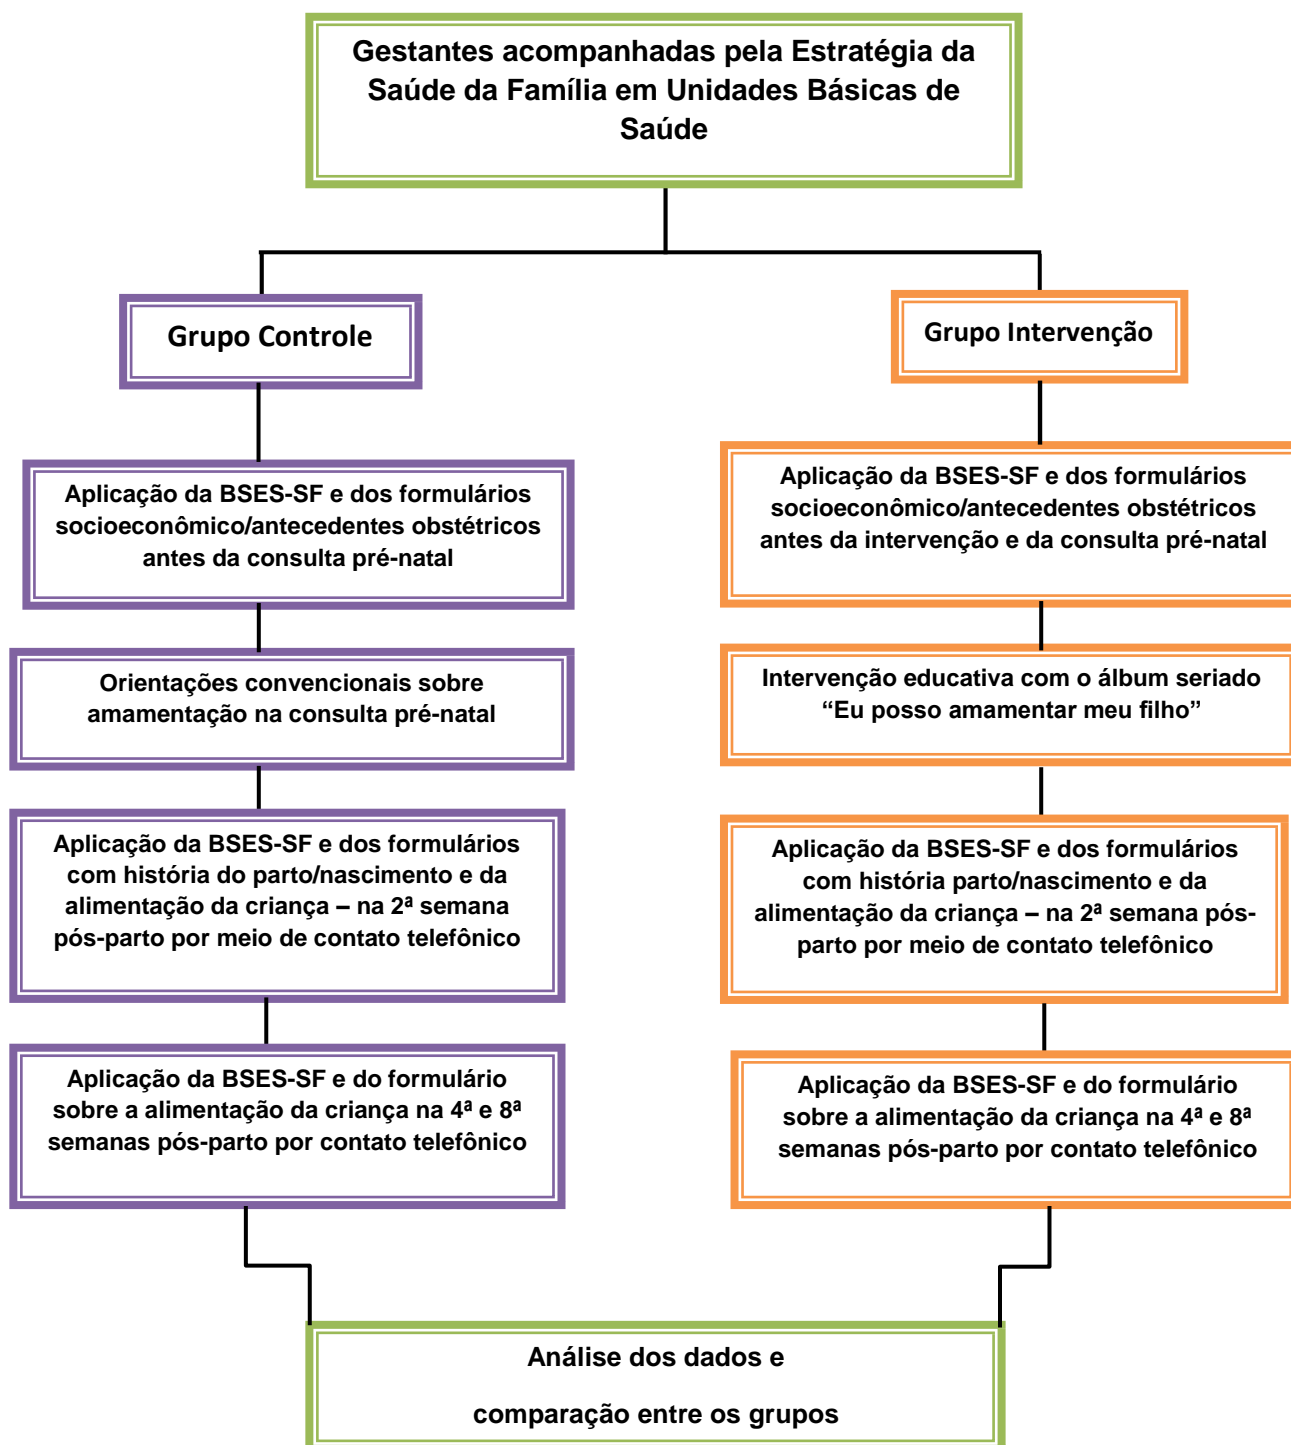 Gestantes acompanhadas pela Estratégia da
Saúde da Família em Unidades Básicas de
Saúde
Grupo Controle
Grupo Intervenção
Aplicação da BSES-SF e dos formulários
socioeconômico/antecedentes obstétricos
antes da consulta pré-natal
Aplicação da BSES-SF e dos formulários
socioeconômico/antecedentes obstétricos
antes da intervenção e da consulta pré-natal
Orientações convencionais sobre
amamentação na consulta pré-natal
Intervenção educativa com o álbum seriado
“Eu posso amamentar meu filho”
Aplicação da BSES-SF e dos formulários
com história do parto/nascimento e da
alimentação da criança – na 2ª semana
pós-parto por meio de contato telefônico
Aplicação da BSES-SF e dos formulários
com história parto/nascimento e da
alimentação da criança – na 2ª semana pós-
parto por meio de contato telefônico
Aplicação da BSES-SF e do formulário
sobre a alimentação da criança na 4ª e 8ª
semanas pós-parto por contato telefônico
Aplicação da BSES-SF e do formulário
sobre a alimentação da criança na 4ª e 8ª
semanas pós-parto por contato telefônico
Análise dos dados e
comparação entre os grupos